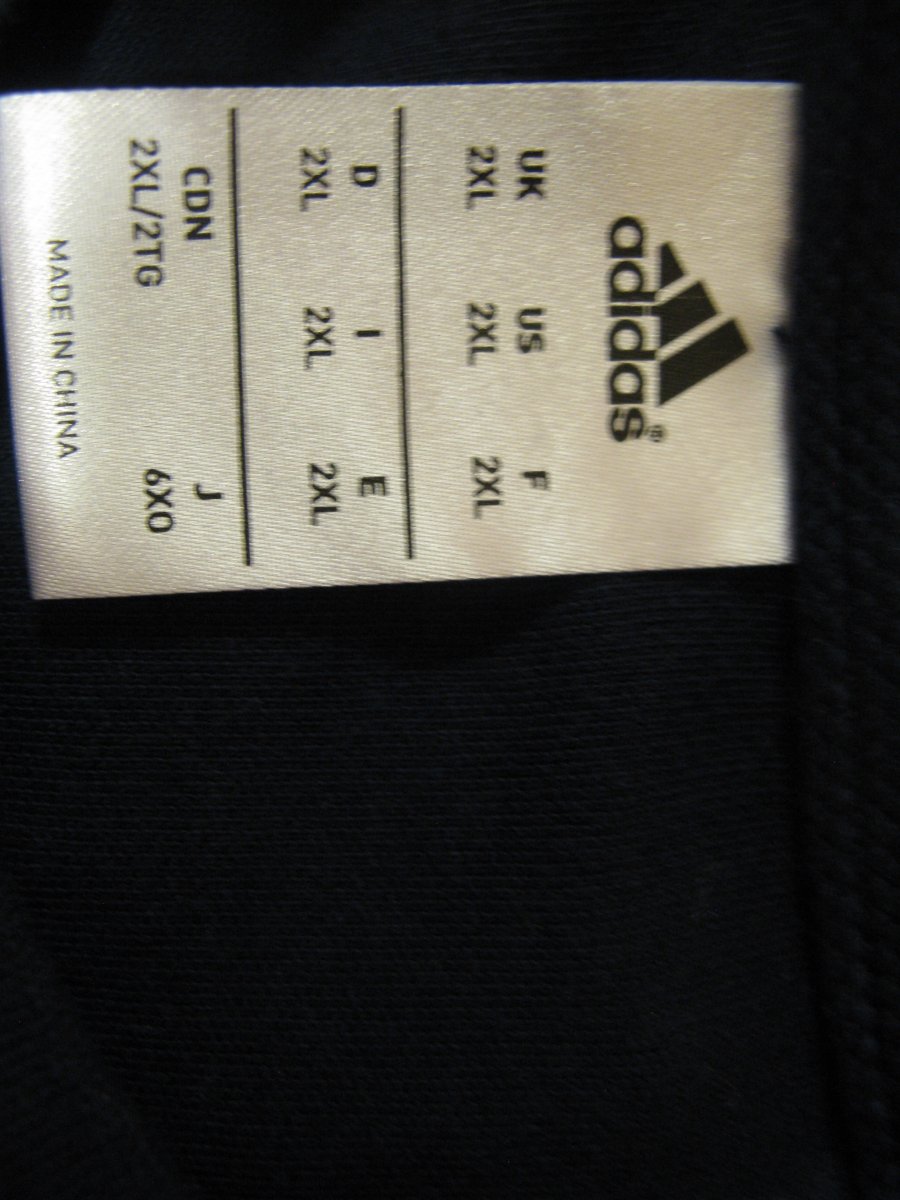 adidas®
UK US F
2XL 2XL 2XL
D I E
2XL 2XL 2XL
CDN J
2XL/2TG 6XO
MADE IN CHINA